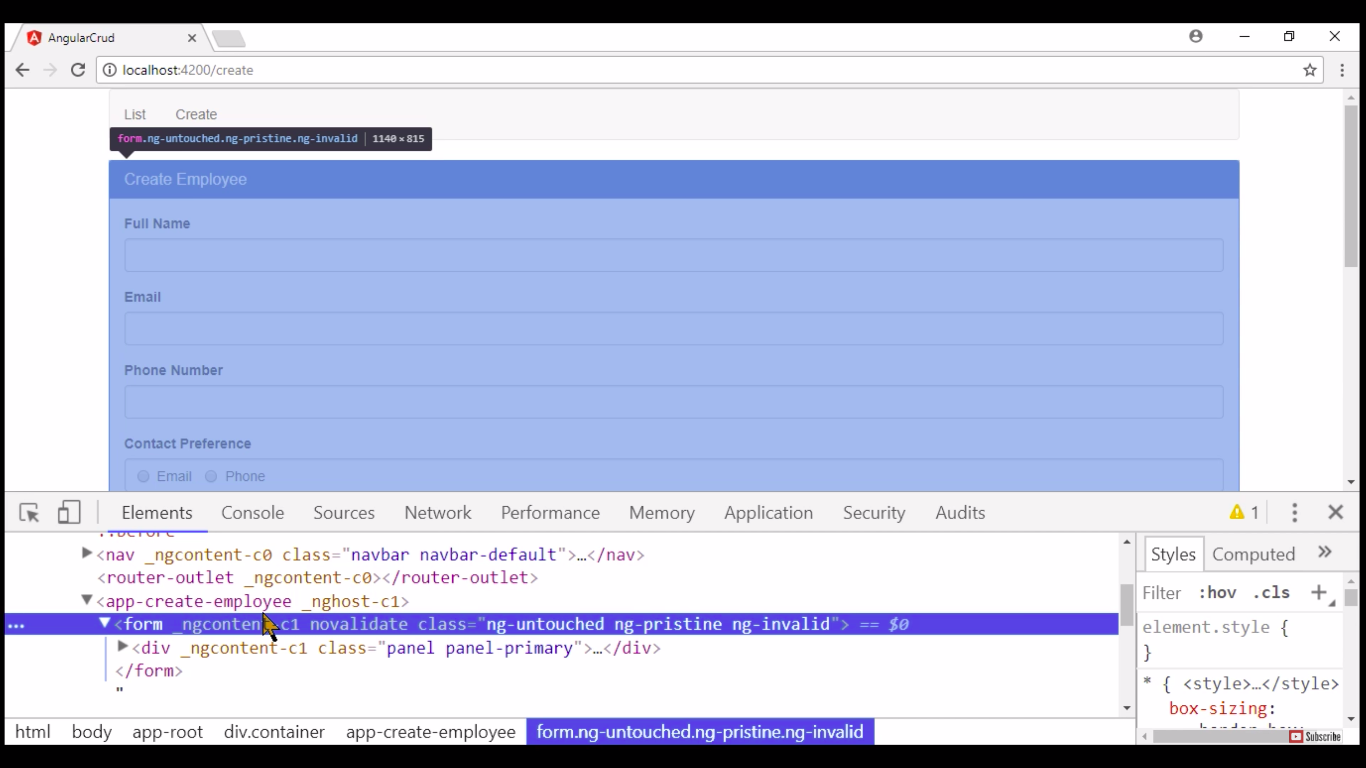 AngularCrud
localhost:4200/create
List Create
form.ng-untouched.ng-pristine.ng-invalid 1140×815
Create Employee
Full Name
Email
Phone Number
Contact Preference
Email Phone
Elements Console Sources Network Performance Memory Application Security Audits 1
::before
<nav _ngcontent-c0 class="navbar navbar-default">…</nav>
<router-outlet _ngcontent-c0></router-outlet>
<app-create-employee _nghost-c1>
<form _ngcontent-c1 novalidate class="ng-untouched ng-pristine ng-invalid"> == $0
<div _ngcontent-c1 class="panel panel-primary">…</div>
</form>
"
html body app-root div.container app-create-employee form.ng-untouched.ng-pristine.ng-invalid
Styles Computed »
Filter :hov .cls +
element.style {
}
* { <style>…</style>
box-sizing:
border-box
Subscribe